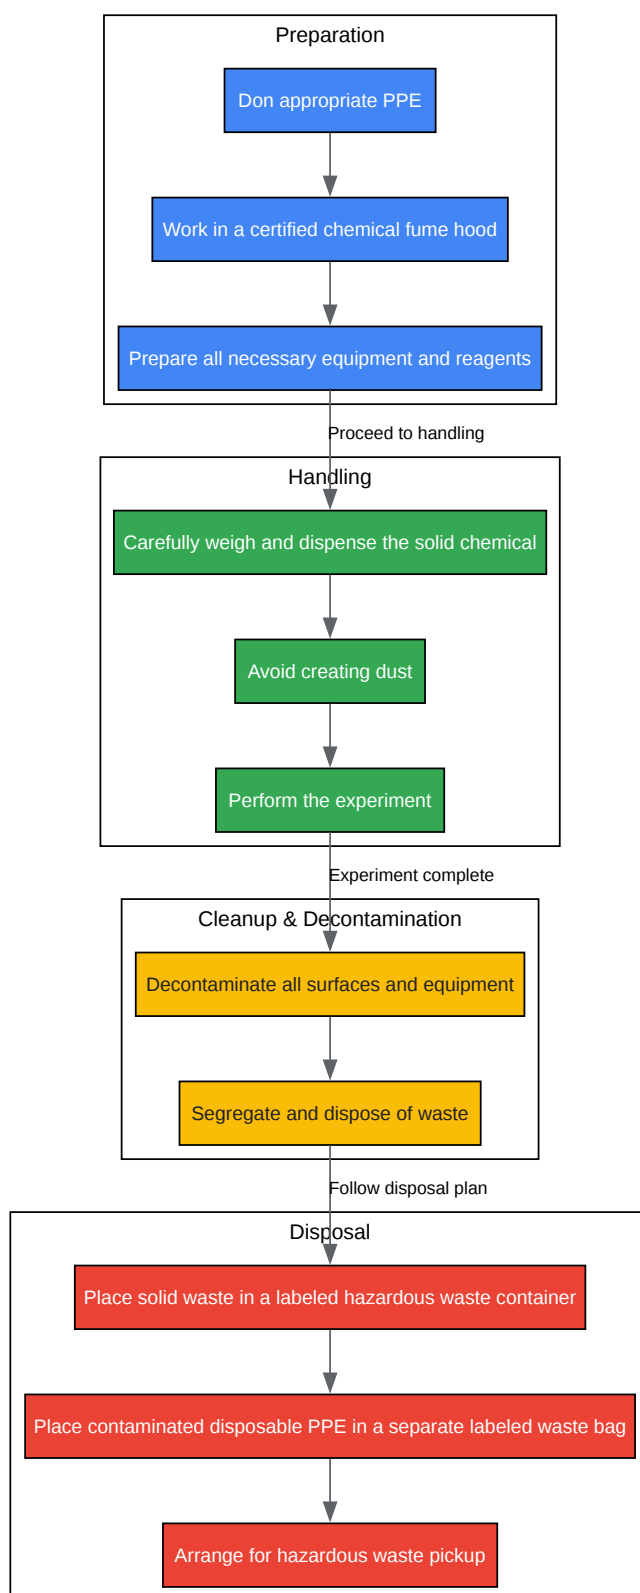 Preparation
Don appropriate PPE
Work in a certified chemical fume hood
Prepare all necessary equipment and reagents
Proceed to handling
Handling
Carefully weigh and dispense the solid chemical
Avoid creating dust
Perform the experiment
Experiment complete
Cleanup & Decontamination
Decontaminate all surfaces and equipment
Segregate and dispose of waste
Follow disposal plan
Disposal
Place solid waste in a labeled hazardous waste container
Place contaminated disposable PPE in a separate labeled waste bag
Arrange for hazardous waste pickup